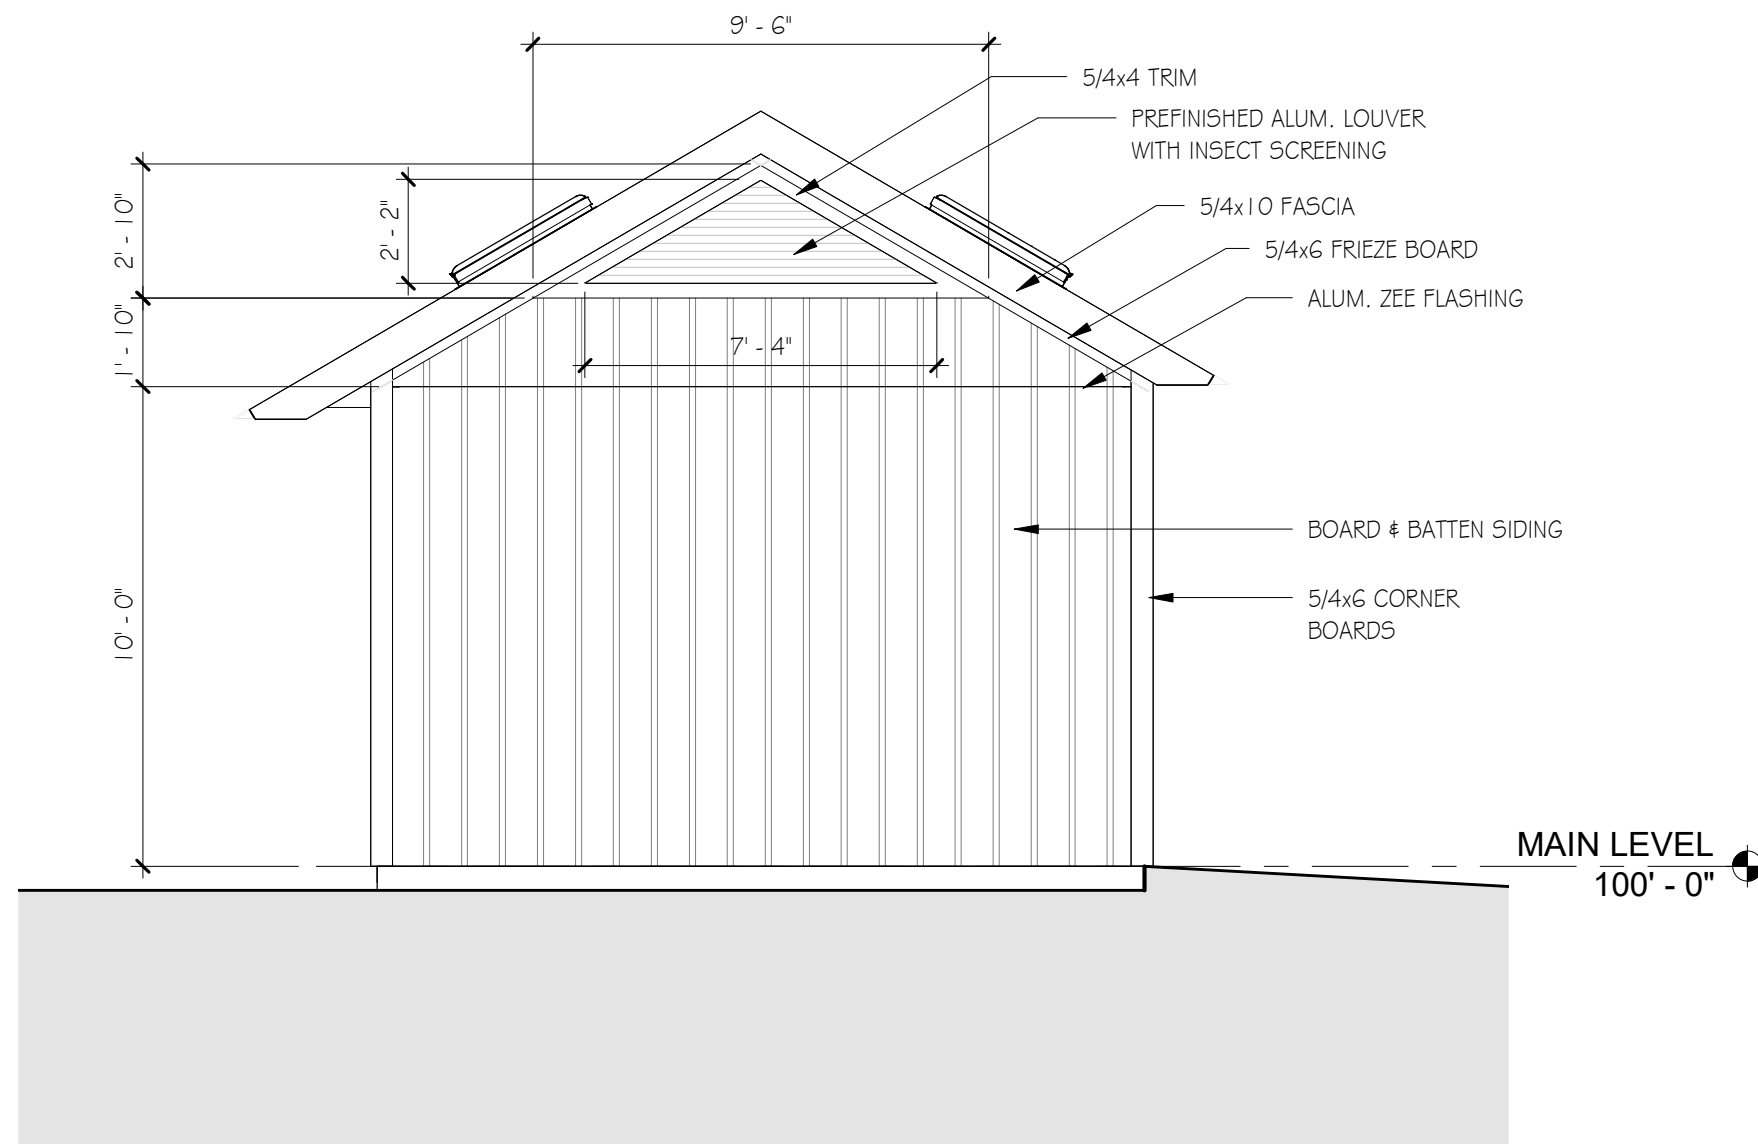 9' - 6"
5/4x4 TRIM
PREFINISHED ALUM. LOUVER
WITH INSECT SCREENING
5/4x10 FASCIA
5/4x6 FRIEZE BOARD
ALUM. ZEE FLASHING
2' - 10"
2' - 2"
1' - 10"
7' - 4"
BOARD & BATTEN SIDING
10' - 0"
5/4x6 CORNER
BOARDS
MAIN LEVEL
100' - 0"